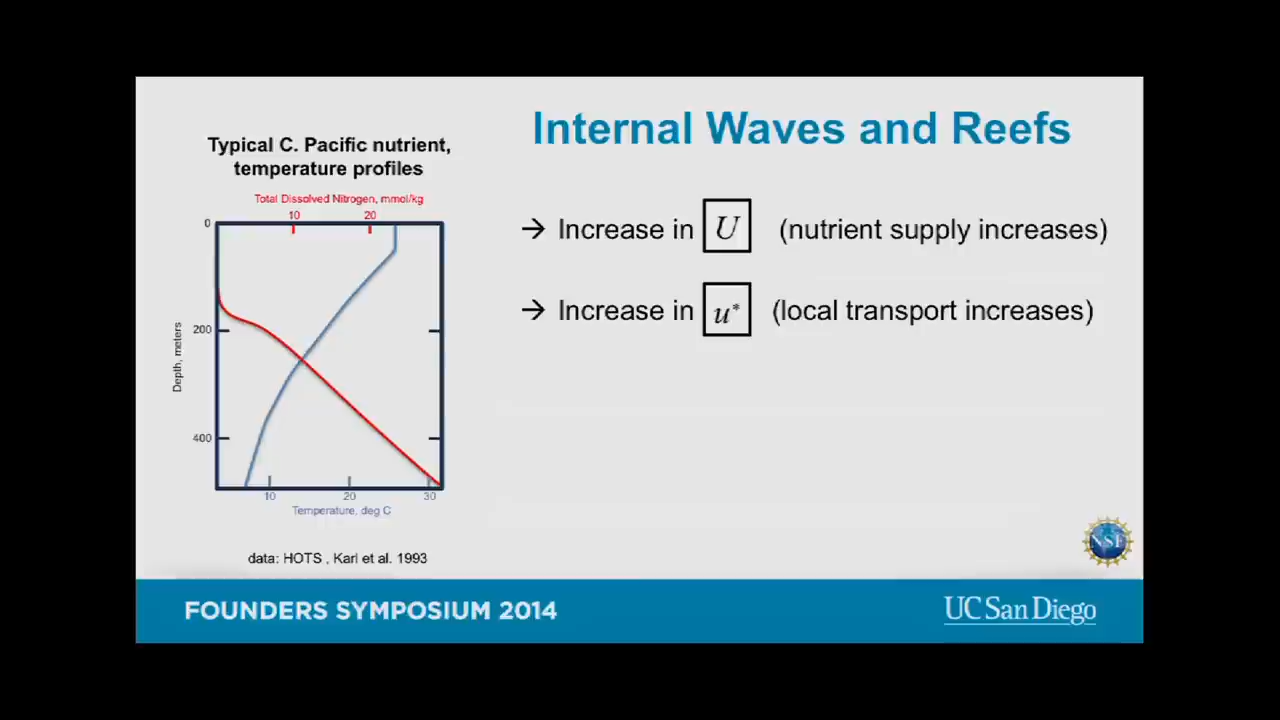 Internal Waves and Reefs
Typical C. Pacific nutrient,
temperature profiles
Total Dissolved Nitrogen, mmol/kg
10 20
0
200
400
Depth, meters
10 20 30
Temperature, deg C
data: HOTS , Karl et al. 1993
→ Increase in U (nutrient supply increases)
→ Increase in u* (local transport increases)
NSF
FOUNDERS SYMPOSIUM 2014
UC San Diego